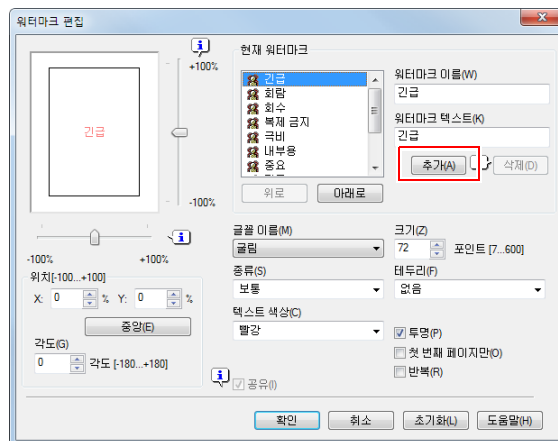 워터마크 편집
현재 워터마크
+100%
-100%
긴급
긴급
회람
회수
복제 금지
극비
내부용
중요
위로
아래로
워터마크 이름(W)
긴급
워터마크 텍스트(K)
긴급
추가(A)
삭제(D)
-100%
+100%
위치[-100...+100]
X: 0 % Y: 0 %
중앙(E)
각도(G)
0 각도 [-180...+180]
글꼴 이름(M)
굴림
크기(Z)
72 포인트 [7...600]
종류(S)
보통
테두리(F)
없음
텍스트 색상(C)
빨강
투명(P)
첫 번째 페이지만(O)
반복(R)
공유(I)
확인
취소
초기화(L)
도움말(H)